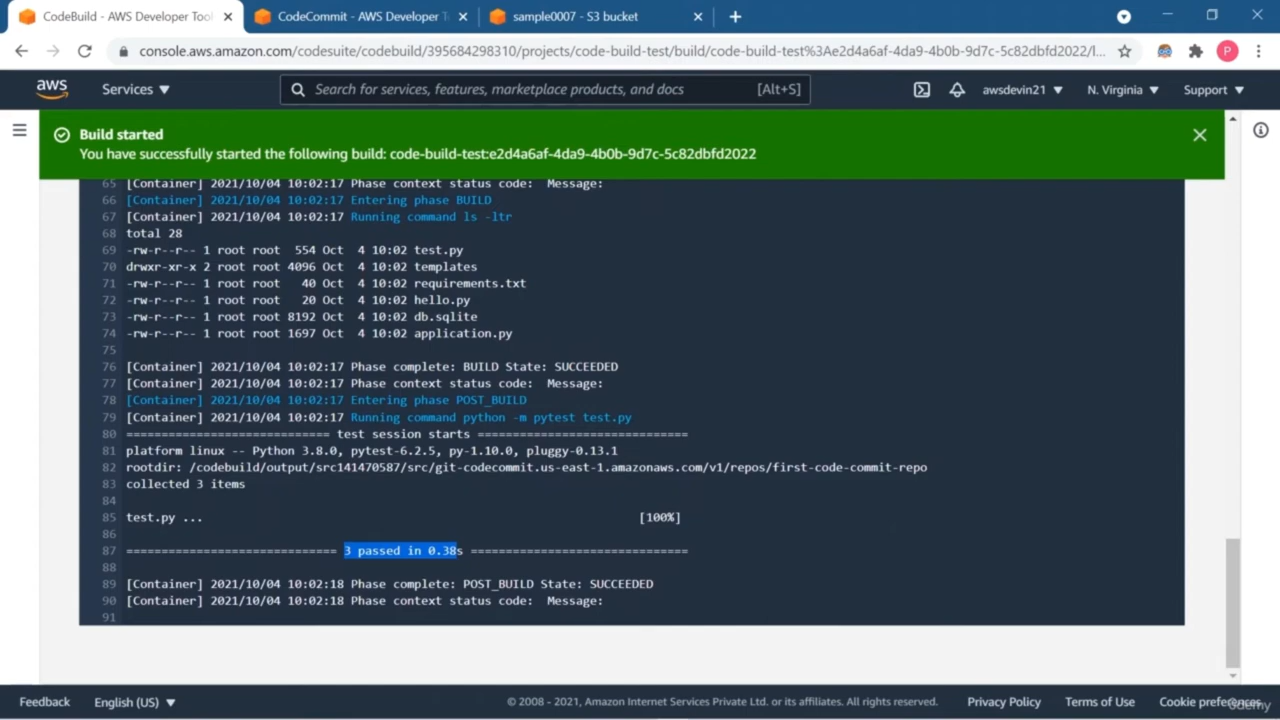 CodeBuild - AWS Developer Tool
CodeCommit - AWS Developer T
sample0007 - S3 bucket
console.aws.amazon.com/codesuite/codebuild/395684298310/projects/code-build-test/build/code-build-test%3Ae2d4a6af-4da9-4b0b-9d7c-5c82dbfd2022/l...
P
aws
Services
Search for services, features, marketplace products, and docs
[Alt+S]
awsdevin21
N. Virginia
Support
Build started
You have successfully started the following build: code-build-test:e2d4a6af-4da9-4b0b-9d7c-5c82dbfd2022
65 [Container] 2021/10/04 10:02:17 Phase context status code:  Message:
66 [Container] 2021/10/04 10:02:17 Entering phase BUILD
67 [Container] 2021/10/04 10:02:17 Running command ls -ltr
68 total 28
69 -rw-r--r-- 1 root root  554 Oct  4 10:02 test.py
70 drwxr-xr-x 2 root root 4096 Oct  4 10:02 templates
71 -rw-r--r-- 1 root root   40 Oct  4 10:02 requirements.txt
72 -rw-r--r-- 1 root root   20 Oct  4 10:02 hello.py
73 -rw-r--r-- 1 root root 8192 Oct  4 10:02 db.sqlite
74 -rw-r--r-- 1 root root 1697 Oct  4 10:02 application.py
75
76 [Container] 2021/10/04 10:02:17 Phase complete: BUILD State: SUCCEEDED
77 [Container] 2021/10/04 10:02:17 Phase context status code:  Message:
78 [Container] 2021/10/04 10:02:17 Entering phase POST_BUILD
79 [Container] 2021/10/04 10:02:17 Running command python -m pytest test.py
80 ============================= test session starts ==============================
81 platform linux -- Python 3.8.0, pytest-6.2.5, py-1.10.0, pluggy-0.13.1
82 rootdir: /codebuild/output/src141470587/src/git-codecommit.us-east-1.amazonaws.com/v1/repos/first-code-commit-repo
83 collected 3 items
84
85 test.py ... [100%]
86
87 ============================== 3 passed in 0.38s ===============================
88
89 [Container] 2021/10/04 10:02:18 Phase complete: POST_BUILD State: SUCCEEDED
90 [Container] 2021/10/04 10:02:18 Phase context status code:  Message:
91
Feedback
English (US)
© 2008 - 2021, Amazon Internet Services Private Ltd. or its affiliates. All rights reserved.
Privacy Policy
Terms of Use
Cookie preferences
Udemy